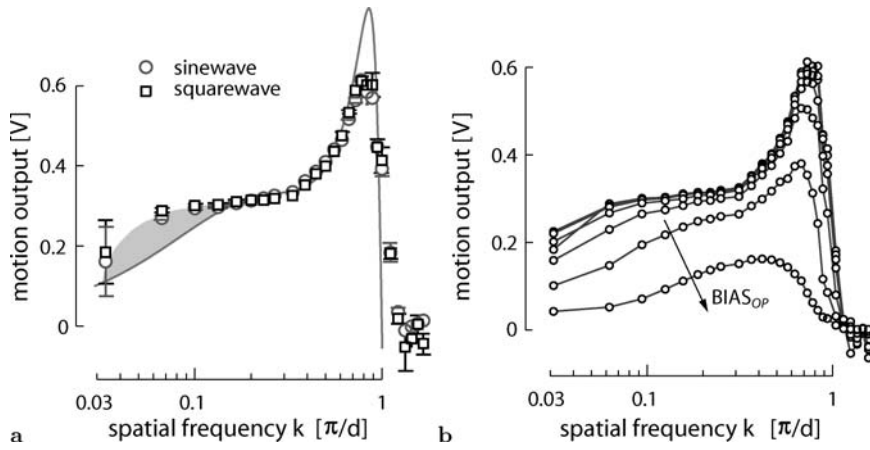 sinewave
squarewave
motion output [V]
0.6
0.4
0.2
0
0.03
0.1
1
spatial frequency k [π/d]
a
motion output [V]
0.6
0.4
0.2
0
BIAS_OP
0.03
0.1
1
spatial frequency k [π/d]
b